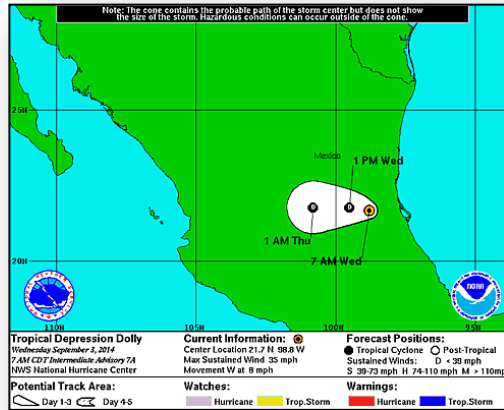 Note: The cone contains the probable path of the storm center but does not show
the size of the storm. Hazardous conditions can occur outside of the cone.
25N
Mexico
1 PM Wed
D
D
1 AM Thu
7 AM Wed
20N
NOAA
110W
105W
100W
95W
Tropical Depression Dolly
Wednesday September 3, 2014
7 AM CDT Intermediate Advisory 7A
NWS National Hurricane Center
Current Information:
Center Location 21.7 N 98.8 W
Max Sustained Wind 35 mph
Movement W at 8 mph
Forecast Positions:
Tropical Cyclone Post-Tropical
Sustained Winds: D < 39 mph
S 39-73 mph H 74-110 mph M > 110mph
Potential Track Area:
Day 1-3 Day 4-5
Watches:
Hurricane Trop.Storm
Warnings:
Hurricane Trop.Storm